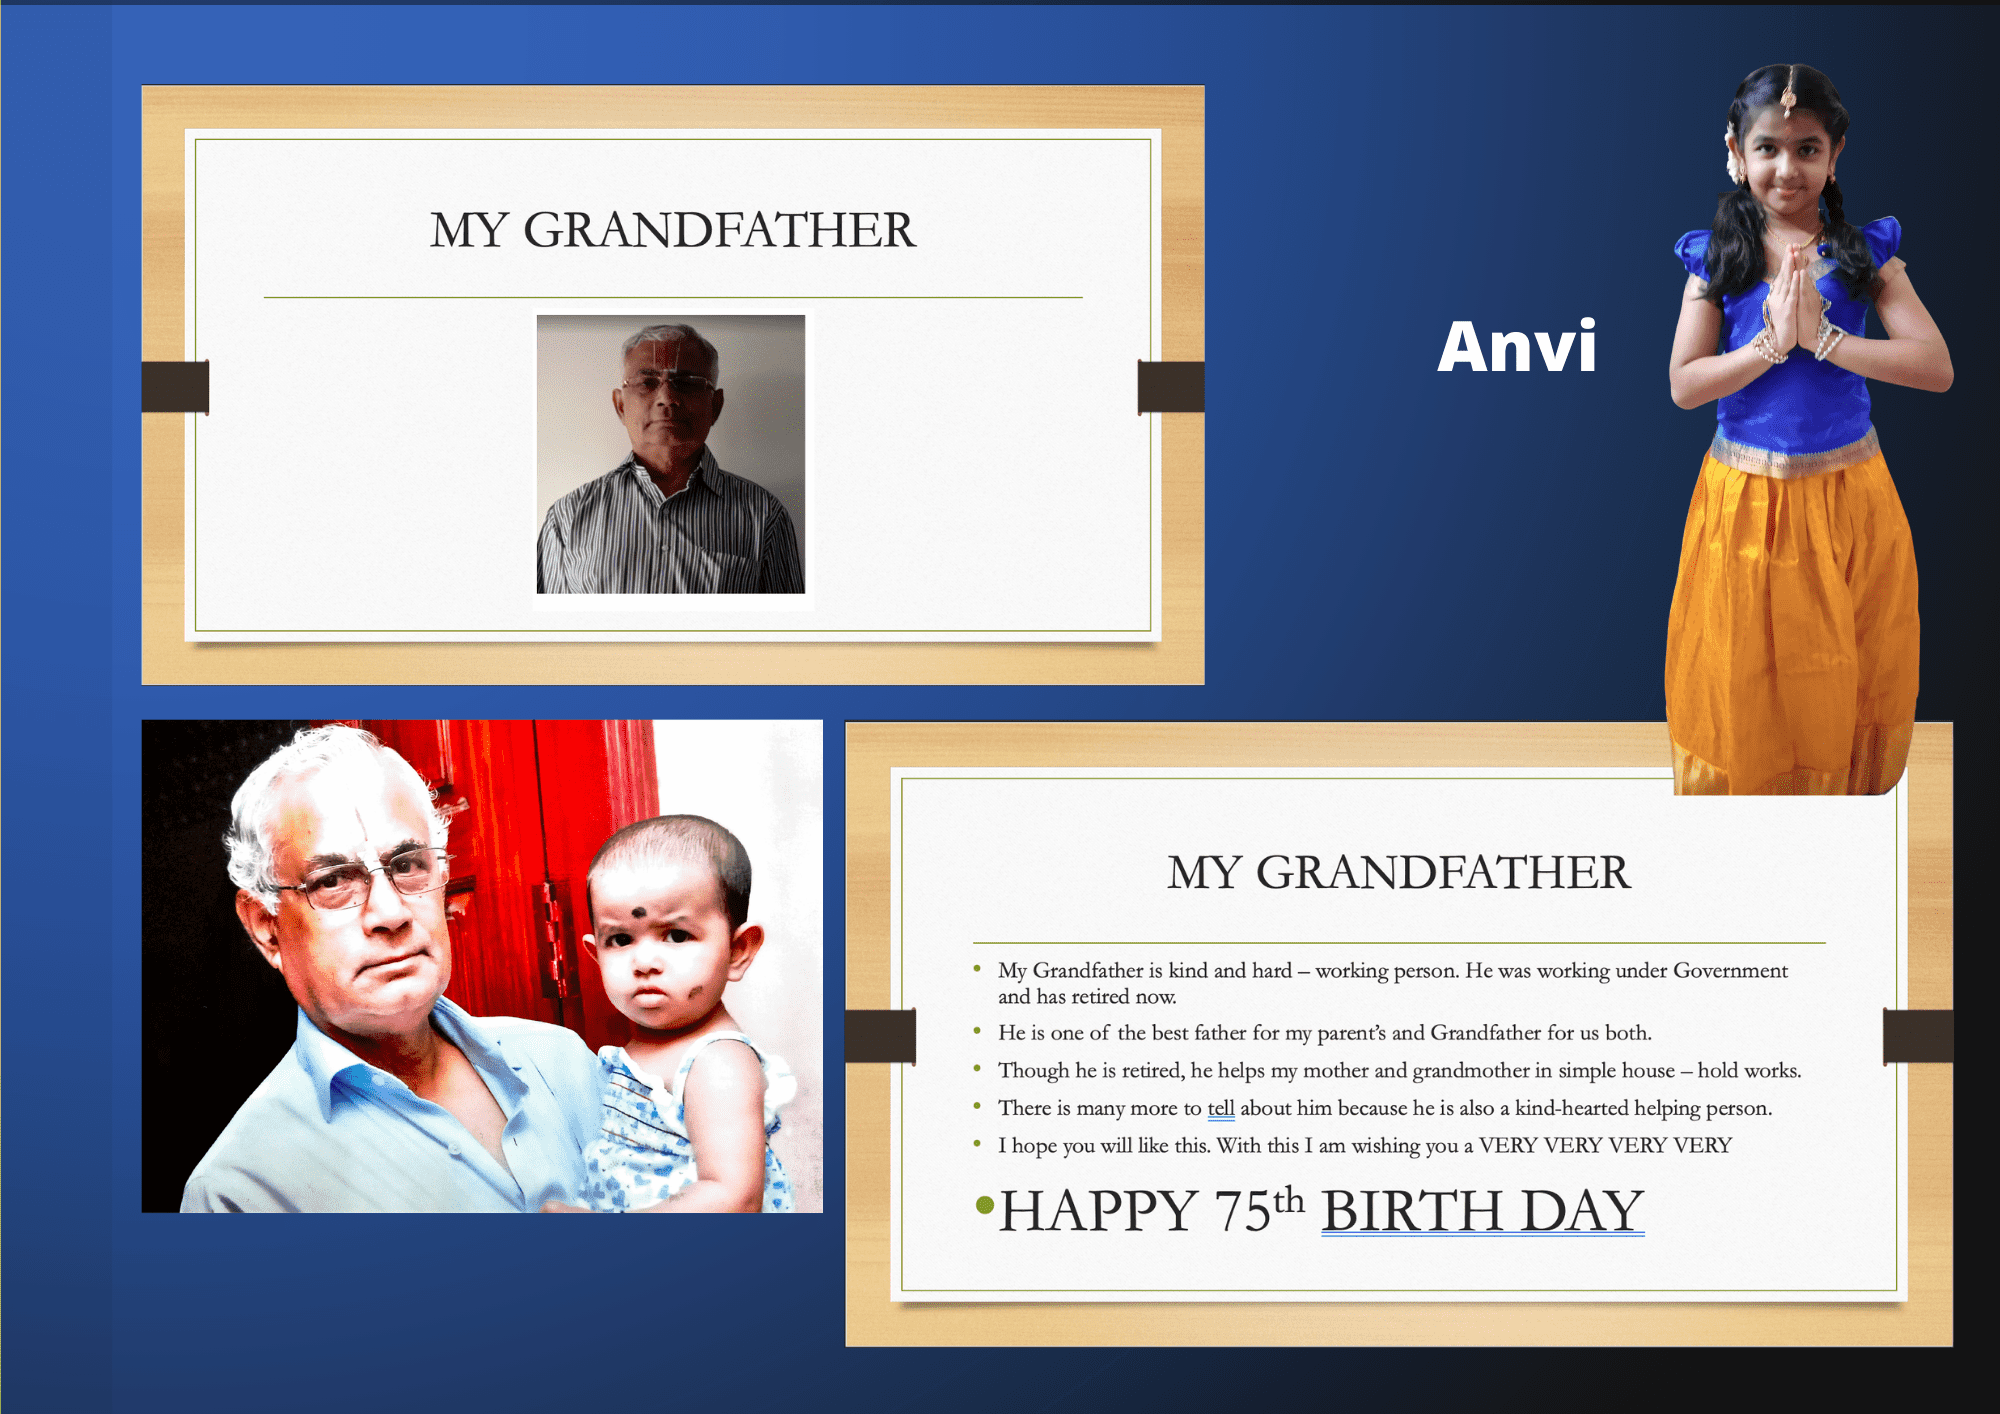 MY GRANDFATHER
Anvi
MY GRANDFATHER
• My Grandfather is kind and hard – working person. He was working under Government
and has retired now.
• He is one of the best father for my parent’s and Grandfather for us both.
• Though he is retired, he helps my mother and grandmother in simple house – hold works.
• There is many more to tell about him because he is also a kind-hearted helping person.
• I hope you will like this. With this I am wishing you a VERY VERY VERY VERY
• HAPPY 75th BIRTH DAY